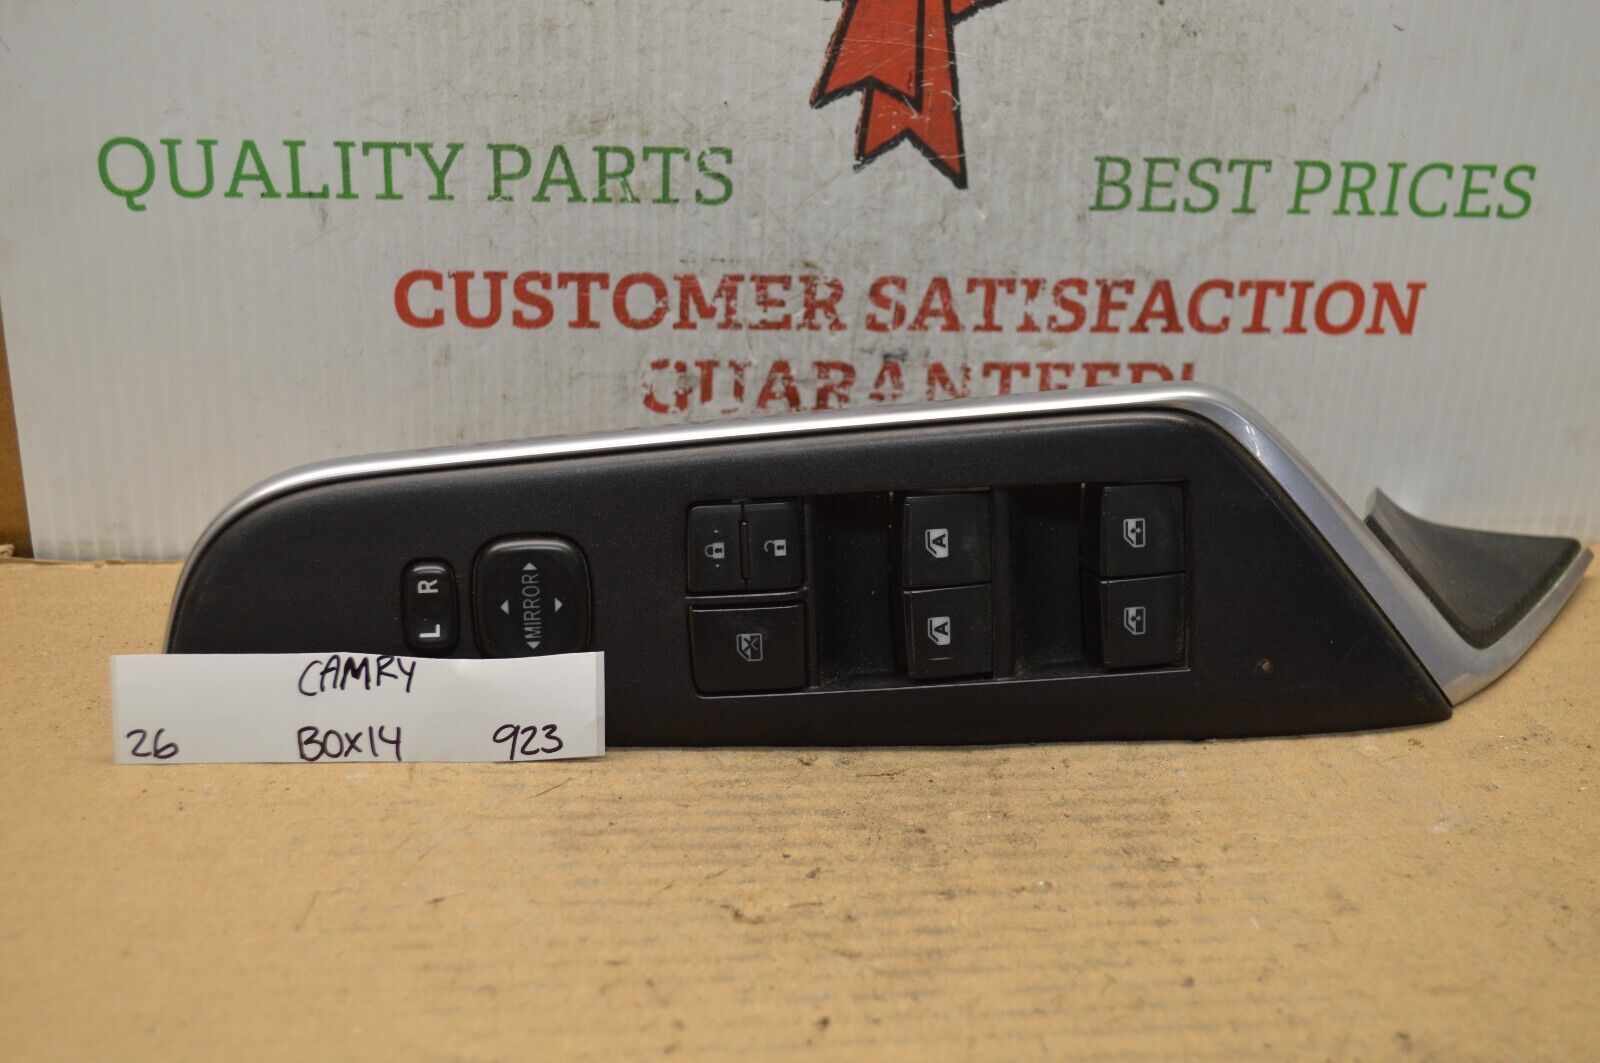 QUALITY PARTS
BEST PRICES
CUSTOMER SATISFACTION
GUARANTEED!
L R
◄MIRROR►
A
A
CAMRY
26 BOX14 923